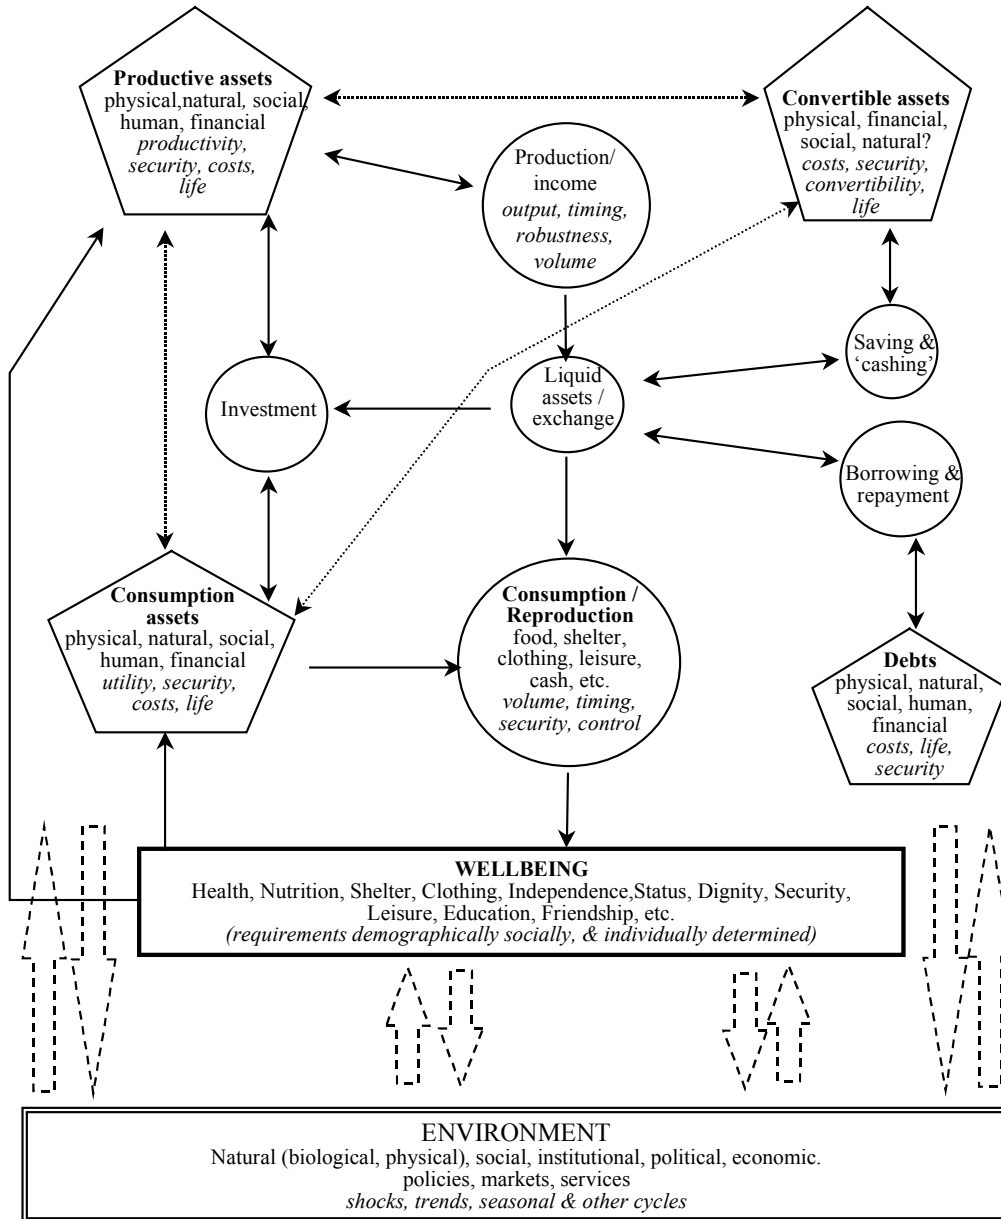 Productive assets
physical,natural, social,
human, financial
productivity,
security, costs,
life
Convertible assets
physical, financial,
social, natural?
costs, security,
convertibility,
life
Production/
income
output, timing,
robustness,
volume
Saving &
‘cashing’
Investment
Liquid
assets /
exchange
Borrowing &
repayment
Consumption
assets
physical, natural, social,
human, financial
utility, security,
costs, life
Consumption /
Reproduction
food, shelter,
clothing, leisure,
cash, etc.
volume, timing,
security, control
Debts
physical, natural,
social, human,
financial
costs, life,
security
WELLBEING
Health, Nutrition, Shelter, Clothing, Independence,Status, Dignity, Security,
Leisure, Education, Friendship, etc.
(requirements demographically socially, & individually determined)
ENVIRONMENT
Natural (biological, physical), social, institutional, political, economic.
policies, markets, services
shocks, trends, seasonal & other cycles